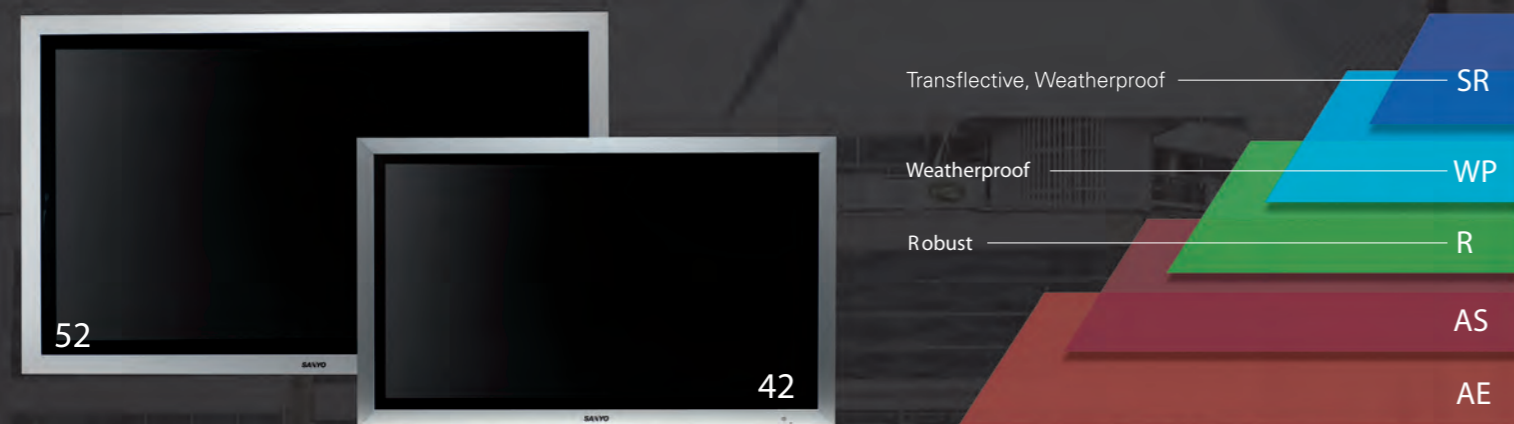 52
SANYO
42
SANYO
Transflective, Weatherproof SR
Weatherproof WP
Robust R
AS
AE